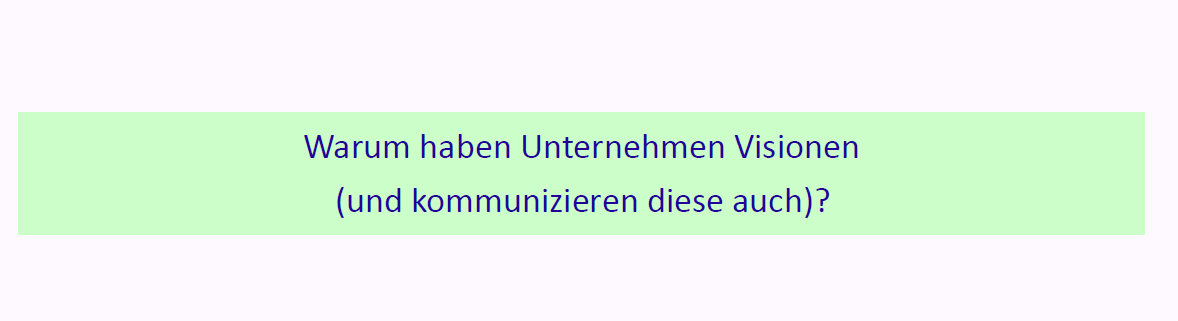 Warum haben Unternehmen Visionen
(und kommunizieren diese auch)?